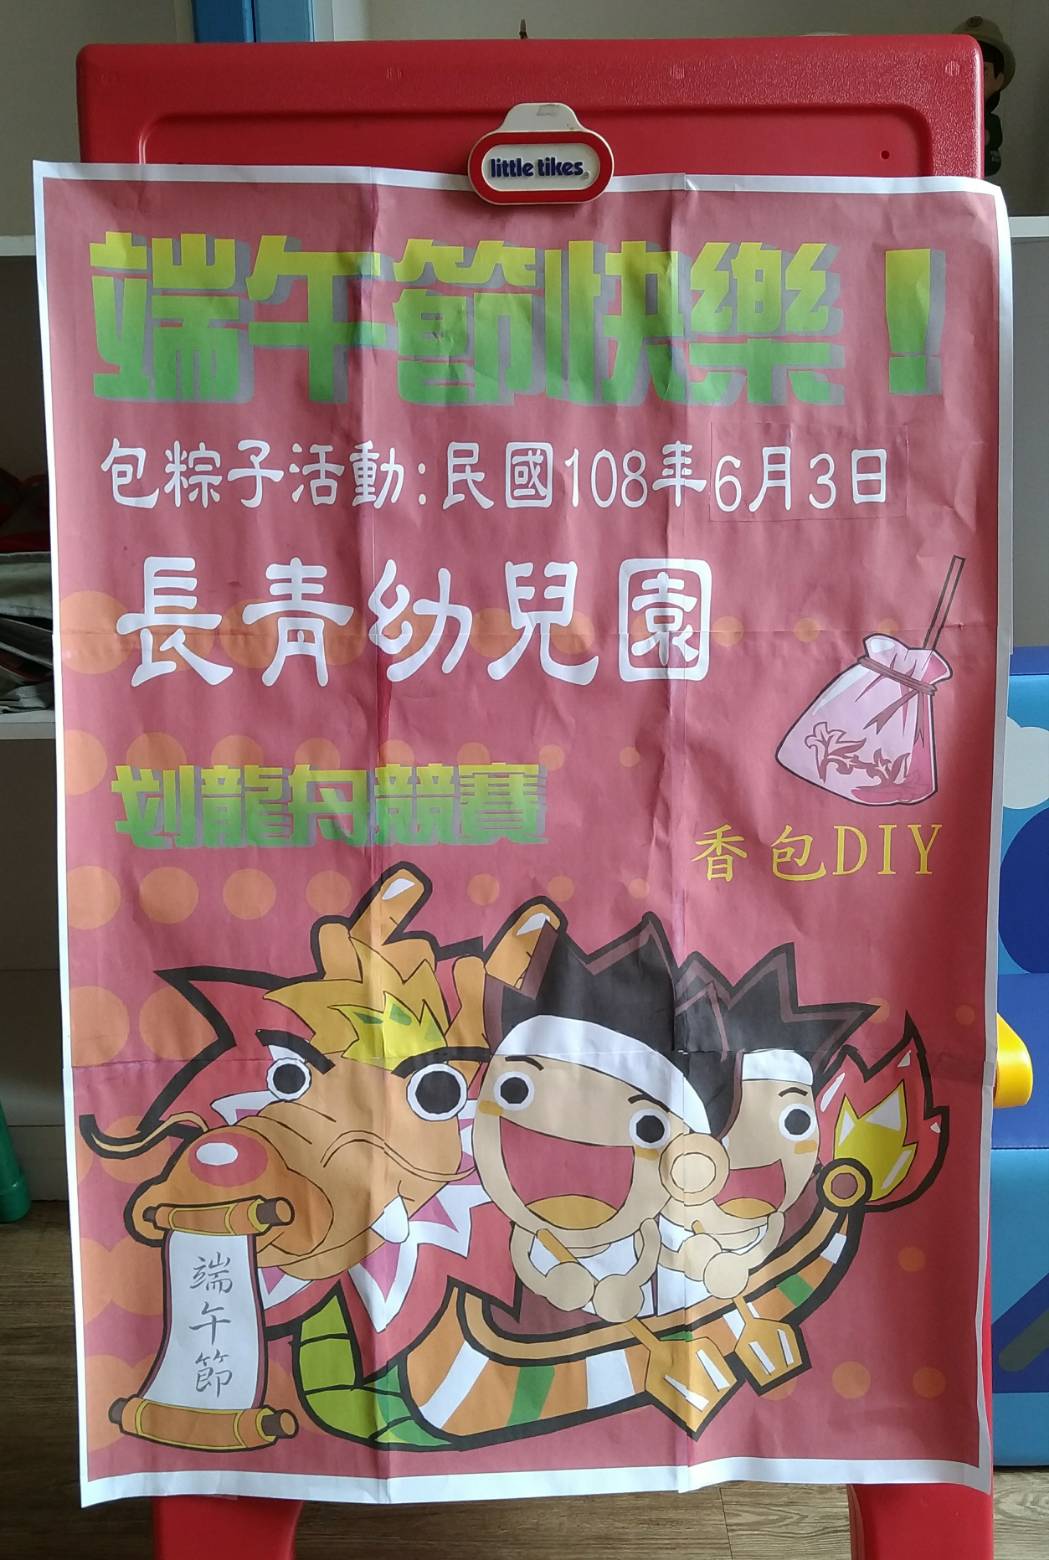 little tikes
端午節快樂！
包粽子活動:民國108年6月3日
長青幼兒園
划龍舟競賽
香包DIY
端午節